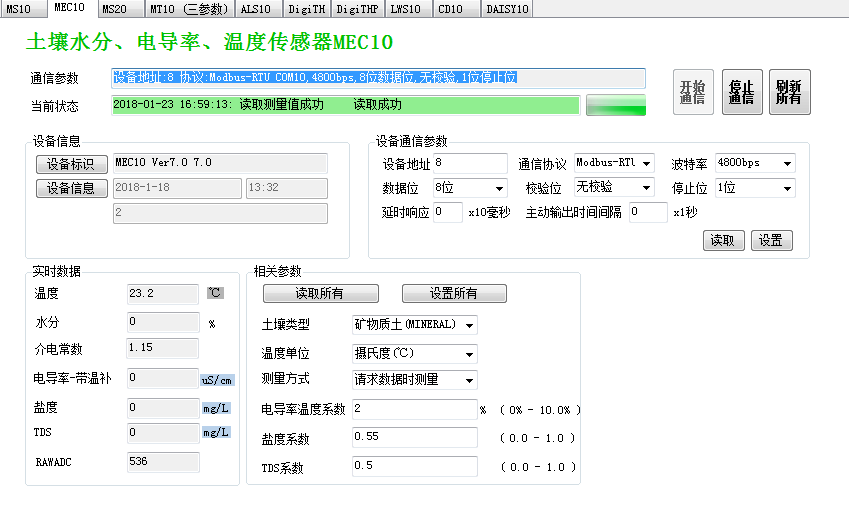 MS10 MEC10 MS20 MT10 (三参数) ALS10 DigiTH DigiTHP LWS10 CD10 DAISY10
土壤水分、电导率、温度传感器MEC10
通信参数 设备地址:8 协议:Modbus-RTU COM10,4800bps,8位数据位,无校验,1位停止位
当前状态 2018-01-23 16:59:13: 读取测量值成功 读取成功
开始通信 停止通信 刷新所有
设备信息
设备标识 MEC10 Ver7.0 7.0
设备信息 2018-1-18 13:32
2
设备通信参数
设备地址 8 通信协议 Modbus-RTU 波特率 4800bps
数据位 8位 校验位 无校验 停止位 1位
延时响应 0 x10毫秒 主动输出时间间隔 0 x1秒
读取 设置
实时数据
温度 23.2 ℃
水分 0 %
介电常数 1.15
电导率-带温补 0 uS/cm
盐度 0 mg/L
TDS 0 mg/L
RAWADC 536
相关参数
读取所有 设置所有
土壤类型 矿物质土(MINERAL)
温度单位 摄氏度(℃)
测量方式 请求数据时测量
电导率温度系数 2 % ( 0% - 10.0% )
盐度系数 0.55 ( 0.0 - 1.0 )
TDS系数 0.5 ( 0.0 - 1.0 )